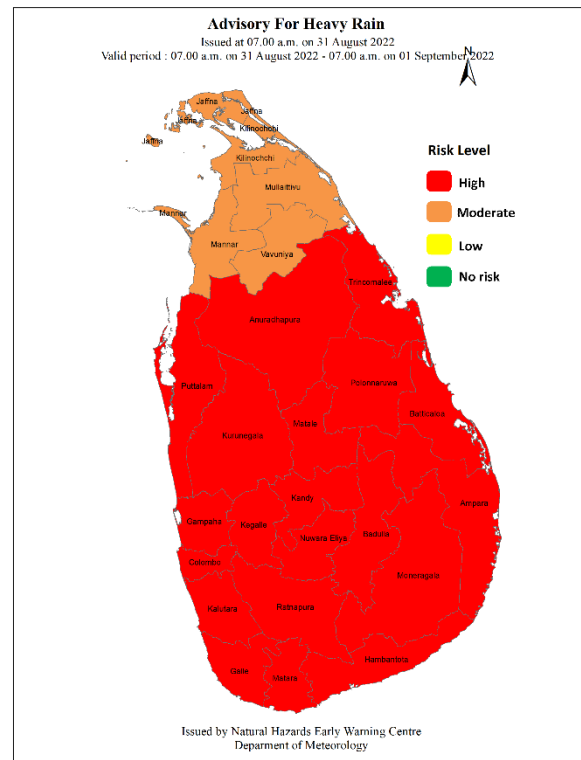 Advisory For Heavy Rain
Issued at 07.00 a.m. on 31 August 2022
Valid period : 07.00 a.m. on 31 August 2022 - 07.00 a.m. on 01 September 2022
N
Jaffna
Jaffna
Jaffna
Kilinochchi
Jaffna
Kilinochchi
Risk Level
High
Mullaitivu
Mannar
Moderate
Mannar
Low
Vavuniya
No risk
Trincomalee
Anuradhapura
Puttalam
Polonnaruwa
Batticaloa
Kurunegala
Matale
Ampara
Kandy
Gampaha
Kegalle
Nuwara Eliya
Badulla
Colombo
Moneragala
Kalutara
Ratnapura
Hambantota
Galle
Matara
Issued by Natural Hazards Early Warning Centre
Deparment of Meteorology